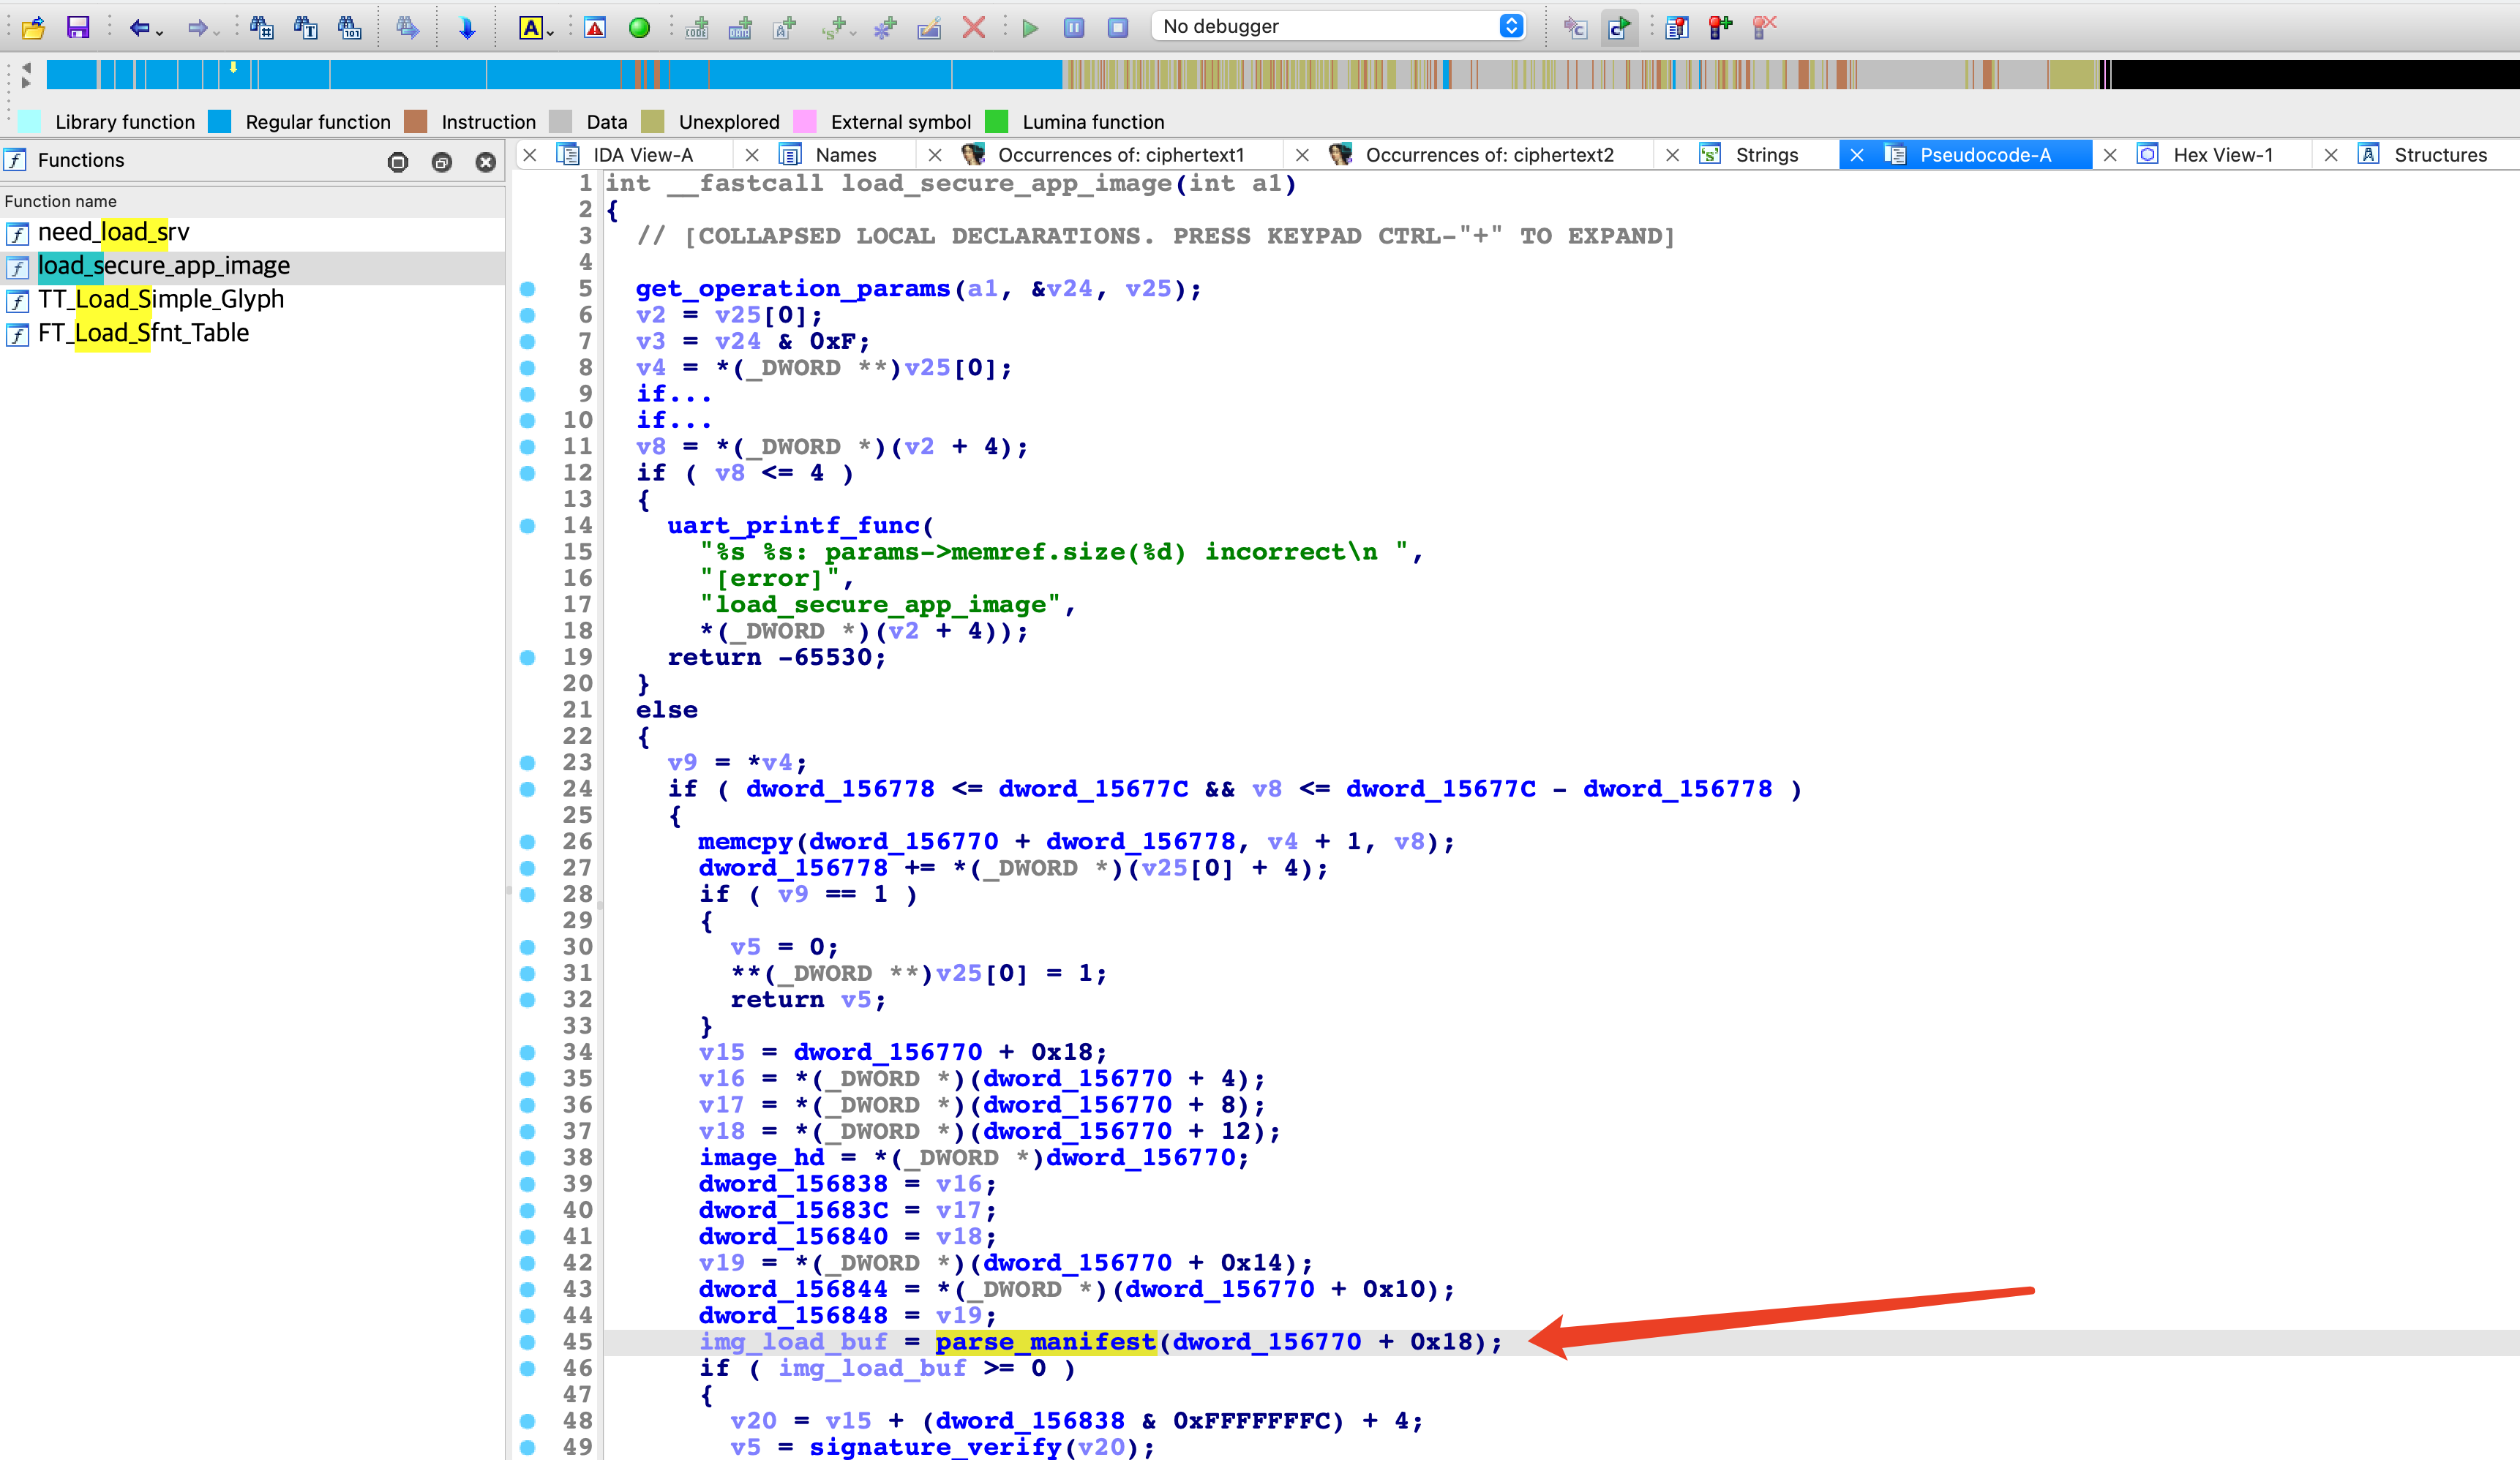 No debugger
Library function Regular function Instruction Data Unexplored External symbol Lumina function
Functions
IDA View-A Names Occurrences of: ciphertext1 Occurrences of: ciphertext2 Strings Pseudocode-A Hex View-1 Structures
Function name
need_load_srv
load_secure_app_image
TT_Load_Simple_Glyph
FT_Load_Sfnt_Table
1 int __fastcall load_secure_app_image(int a1)
2 {
3 // [COLLAPSED LOCAL DECLARATIONS. PRESS KEYPAD CTRL-"+" TO EXPAND]
4
5 get_operation_params(a1, &v24, v25);
6 v2 = v25[0];
7 v3 = v24 & 0xF;
8 v4 = *(_DWORD **)v25[0];
9 if...
10 if...
11 v8 = *(_DWORD *)(v2 + 4);
12 if ( v8 <= 4 )
13 {
14 uart_printf_func(
15 "%s %s: params->memref.size(%d) incorrect\n ",
16 "[error]",
17 "load_secure_app_image",
18 *(_DWORD *)(v2 + 4));
19 return -65530;
20 }
21 else
22 {
23 v9 = *v4;
24 if ( dword_156778 <= dword_15677C && v8 <= dword_15677C - dword_156778 )
25 {
26 memcpy(dword_156770 + dword_156778, v4 + 1, v8);
27 dword_156778 += *(_DWORD *)(v25[0] + 4);
28 if ( v9 == 1 )
29 {
30 v5 = 0;
31 **(_DWORD **)v25[0] = 1;
32 return v5;
33 }
34 v15 = dword_156770 + 0x18;
35 v16 = *(_DWORD *)(dword_156770 + 4);
36 v17 = *(_DWORD *)(dword_156770 + 8);
37 v18 = *(_DWORD *)(dword_156770 + 12);
38 image_hd = *(_DWORD *)dword_156770;
39 dword_156838 = v16;
40 dword_15683C = v17;
41 dword_156840 = v18;
42 v19 = *(_DWORD *)(dword_156770 + 0x14);
43 dword_156844 = *(_DWORD *)(dword_156770 + 0x10);
44 dword_156848 = v19;
45 img_load_buf = parse_manifest(dword_156770 + 0x18);
46 if ( img_load_buf >= 0 )
47 {
48 v20 = v15 + (dword_156838 & 0xFFFFFFFC) + 4;
49 v5 = signature_verify(v20);